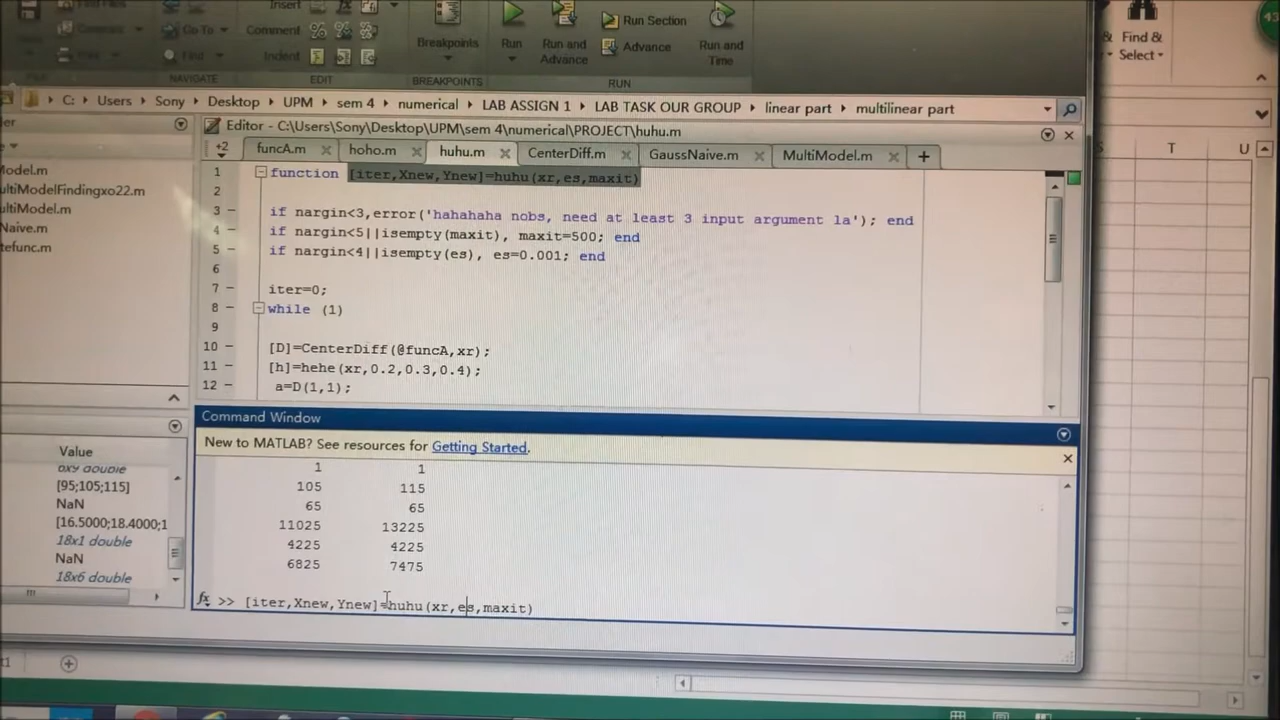 Insert
Comment
Indent
Go To
Find
Breakpoints
Run
Run and Advance
Run Section
Advance
Run and Time
Find & Select
NAVIGATE
EDIT
BREAKPOINTS
RUN
C: Users Sony Desktop UPM sem 4 numerical LAB ASSIGN 1 LAB TASK OUR GROUP linear part multilinear part
Editor - C:\Users\Sony\Desktop\UPM\sem 4\numerical\PROJECT\huhu.m
+2 funcA.m hoho.m huhu.m CenterDiff.m GaussNaive.m MultiModel.m +
1 function [iter,Xnew,Ynew]=huhu(xr,es,maxit)
2
3 if nargin<3,error('hahahaha nobs, need at least 3 input argument la'); end
4 if nargin<5||isempty(maxit), maxit=500; end
5 if nargin<4||isempty(es), es=0.001; end
6
7 iter=0;
8 while (1)
9
10 [D]=CenterDiff(@funcA,xr);
11 [h]=hehe(xr,0.2,0.3,0.4);
12 a=D(1,1);
Value
[95;105;115]
NaN
[16.5000;18.4000;1
18x1 double
NaN
18x6 double
Command Window
New to MATLAB? See resources for Getting Started.
1 1
105 115
65 65
11025 13225
4225 4225
6825 7475
fx >> [iter,Xnew,Ynew]=huhu(xr,es,maxit)
T U